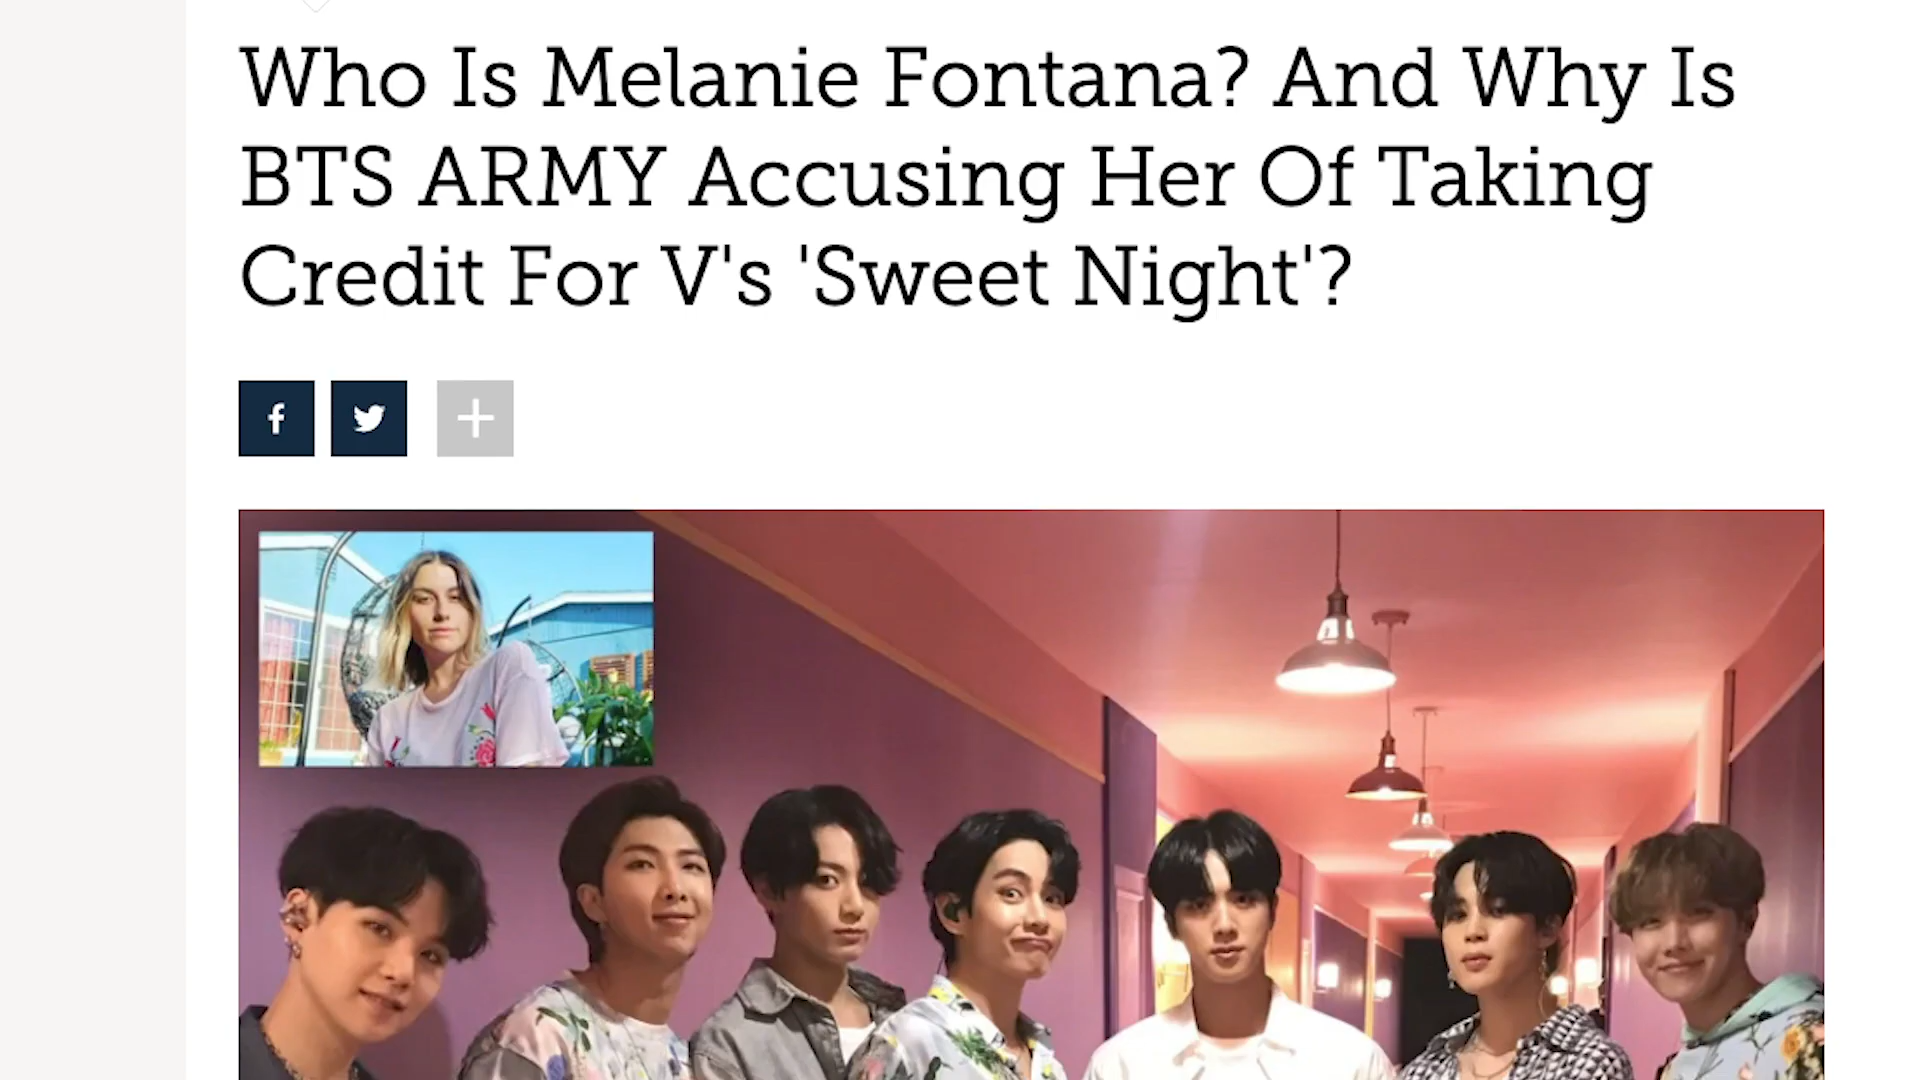 Who Is Melanie Fontana? And Why Is
BTS ARMY Accusing Her Of Taking
Credit For V's 'Sweet Night'?